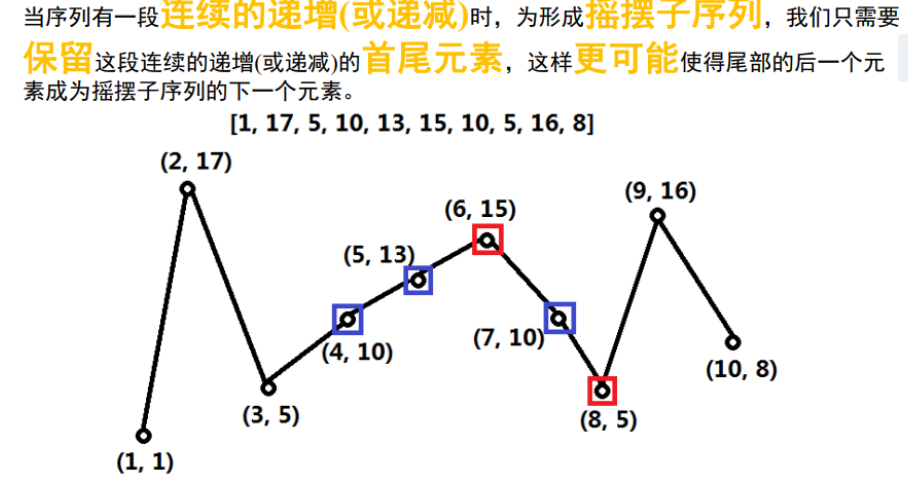 当序列有一段连续的递增(或递减)时，为形成摇摆子序列，我们只需要
保留这段连续的递增(或递减)的首尾元素，这样更可能使得尾部的后一个元
素成为摇摆子序列的下一个元素。
[1, 17, 5, 10, 13, 15, 10, 5, 16, 8]
(2, 17)
(9, 16)
(6, 15)
(5, 13)
(7, 10)
(4, 10)
(10, 8)
(3, 5)
(8, 5)
(1, 1)